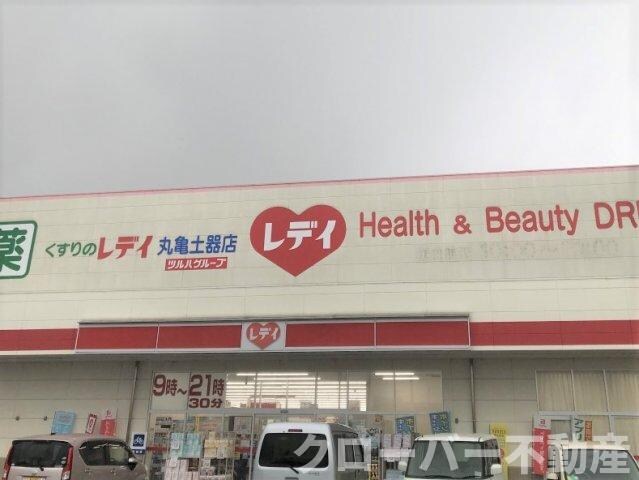 薬
くすりのレデイ 丸亀土器店
ツルハグループ
レデイ
Health & Beauty DR
レデイ
9時~21時
30分
クローバー不動産